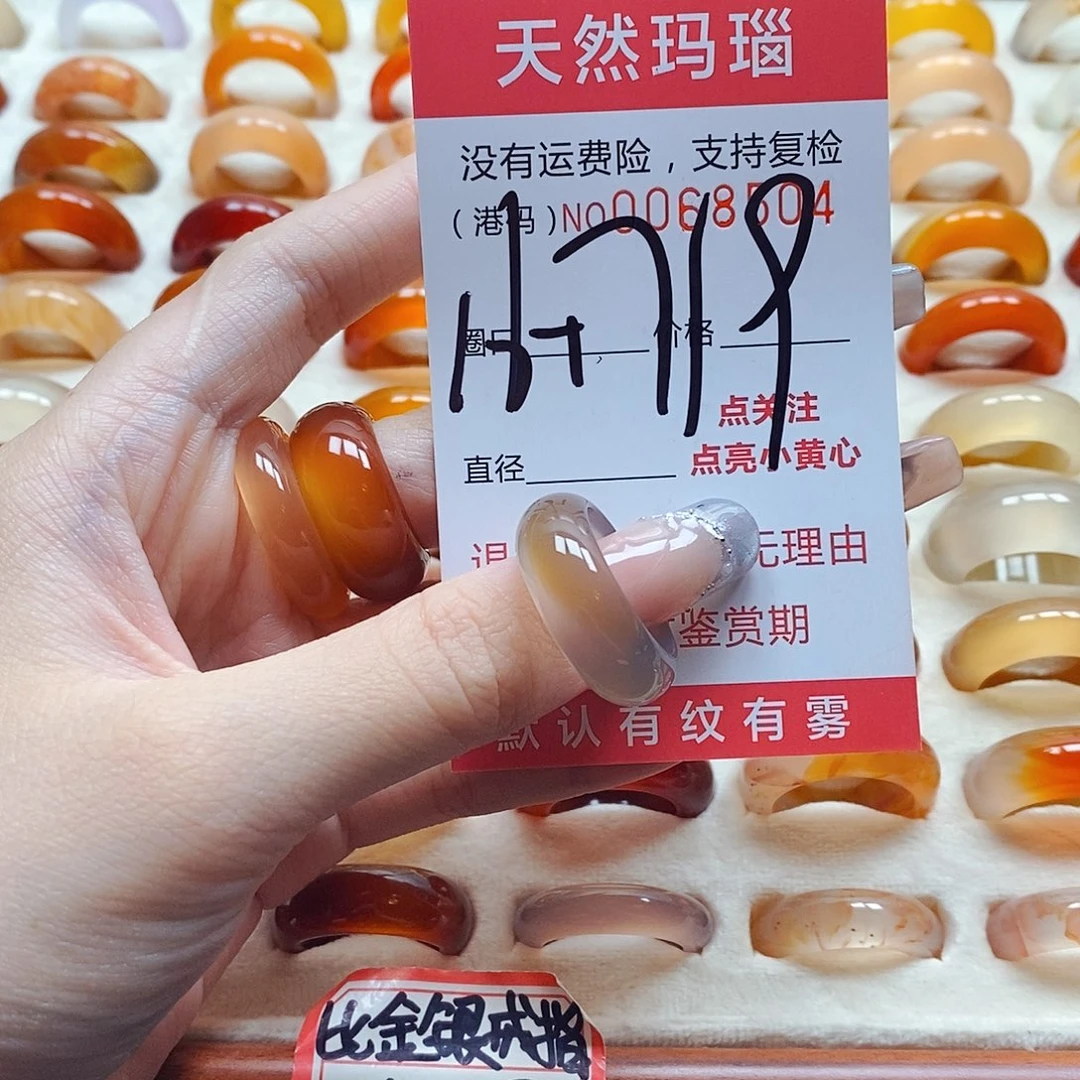 天然玛瑙
没有运费险，支持复检
（港码）NO0068504
圈口 价格
点关注
直径 点亮小黄心
退 无理由
鉴赏期
默认有纹有雾
比金银戒指